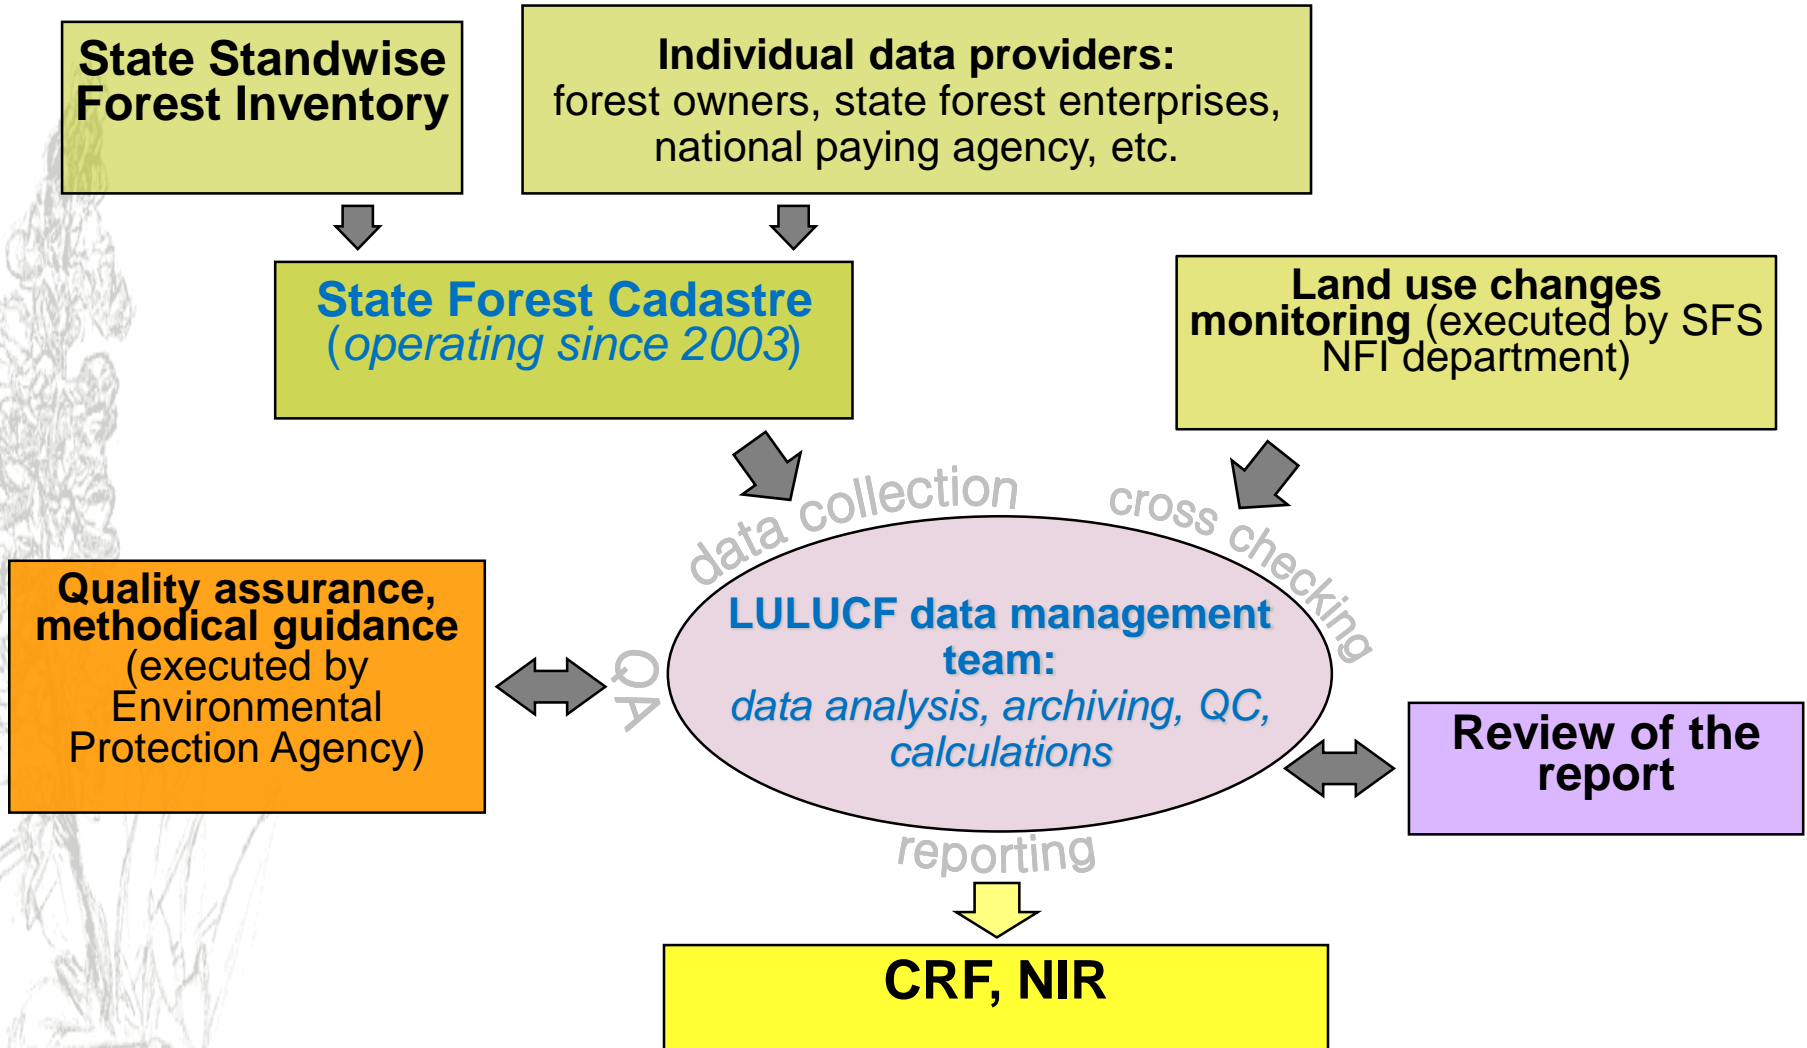 State Standwise
Forest Inventory
Individual data providers:
forest owners, state forest enterprises,
national paying agency, etc.
State Forest Cadastre
(operating since 2003)
Land use changes
monitoring (executed by SFS
NFI department)
data collection
cross checking
Quality assurance,
methodical guidance
(executed by
Environmental
Protection Agency)
QA
LULUCF data management
team:
data analysis, archiving, QC,
calculations
Review of the
report
reporting
CRF, NIR